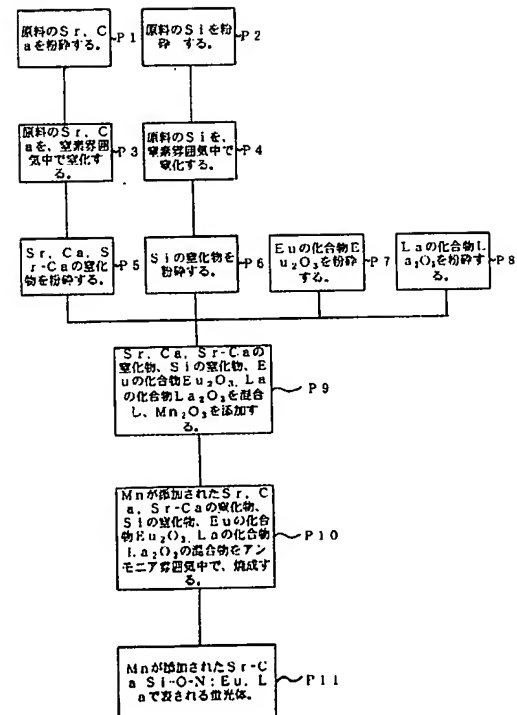 原料のSr、C
aを粉砕する。
P1
原料のSiを粉
砕 する。
P2
原料のSr、C
aを、窒素雰囲
気中で窒化す
る。
P3
原料のSiを、
窒素雰囲気中で
窒化する。
P4
Sr，Ca，S
r-Caの窒化
物を粉砕する。
P5
Siの窒化物を
粉砕する。
P6
Euの化合物E
u₂O₃を粉砕
する。
P7
Laの化合物L
a₂O₃を粉砕す
る。
P8
Sr，Ca，Sr-Caの
窒化物、Siの窒化物、E
uの化合物Eu₂O₃、La
の化合物La₂O₃を混合
し、Mn₂O₃を添加す
る。
P9
Mnが添加されたSr，C
a，Sr-Caの窒化物、
Siの窒化物、Euの化合
物Eu₂O₃、Laの化合物
La₂O₃の混合物をアン
モニア雰囲気中で、焼成す
る。
P10
Mnが添加されたSr-C
a Si-O-N：Eu，L
aで表される蛍光体。
P11